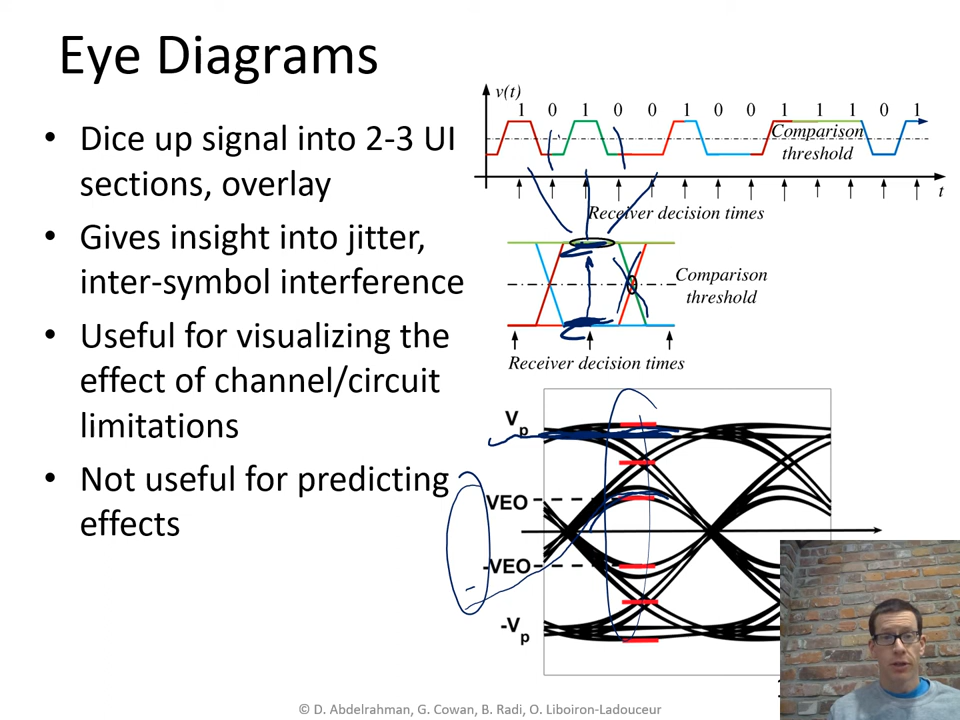 Eye Diagrams
• Dice up signal into 2-3 UI
sections, overlay
• Gives insight into jitter,
inter-symbol interference
• Useful for visualizing the
effect of channel/circuit
limitations
• Not useful for predicting
effects
v(t)
1 0 1 0 0 1 0 0 1 1 1 0 1
Comparison
threshold
t
Receiver decision times
Comparison
threshold
Receiver decision times
Vp
VEO
-VEO
-Vp
© D. Abdelrahman, G. Cowan, B. Radi, O. Liboiron-Ladouceur